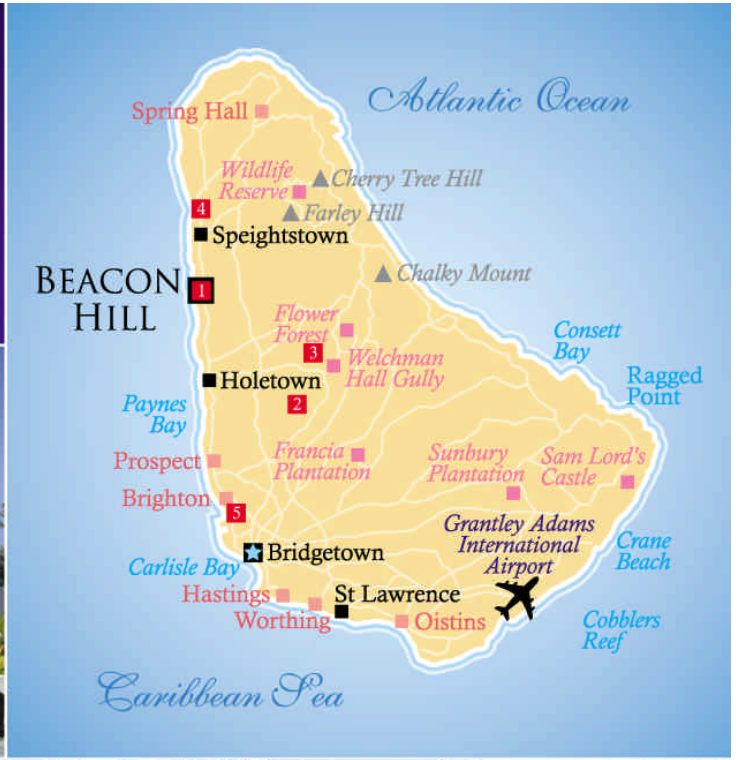 Atlantic Ocean
Spring Hall
Wildlife
Reserve
Cherry Tree Hill
Farley Hill
4
Speightstown
BEACON
HILL
1
Chalky Mount
Flower
Forest
3
Welchman
Hall Gully
Consett
Bay
Ragged
Point
Holetown
2
Paynes
Bay
Prospect
Francia
Plantation
Sunbury
Plantation
Sam Lord's
Castle
Brighton
5
Grantley Adams
International
Airport
Bridgetown
Carlisle Bay
Crane
Beach
Hastings
St Lawrence
Worthing
Oistins
Cobblers
Reef
Caribbean Sea